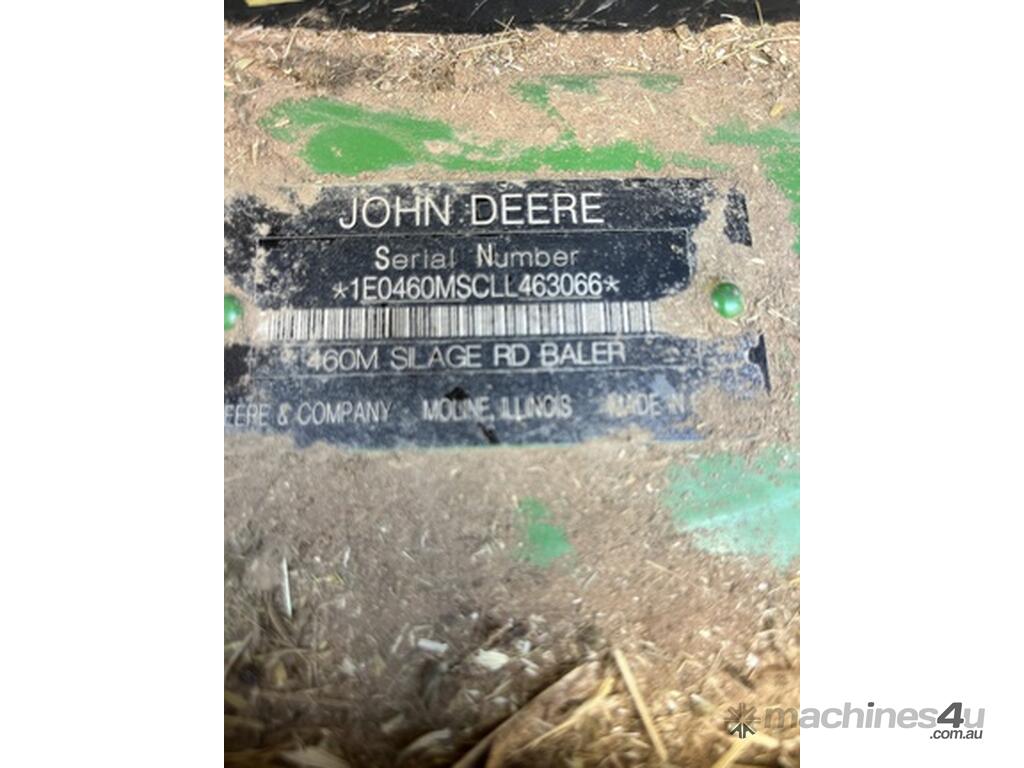 JOHN DEERE
Serial Number
*1E0460MSCLL463066*
460M SILAGE RD BALER
EERE & COMPANY MOLINE, ILLINOIS MADE IN
machines4u
.com.au